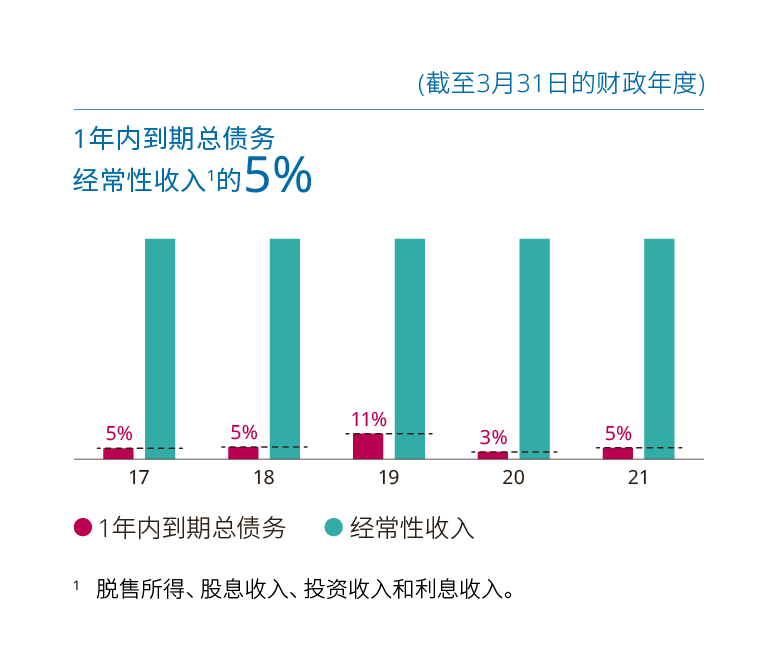 (截至3月31日的财政年度)
1年内到期总债务
经常性收入¹的5%
5% 5% 11% 3% 5%
17 18 19 20 21
1年内到期总债务 经常性收入
¹ 脱售所得、股息收入、投资收入和利息收入。